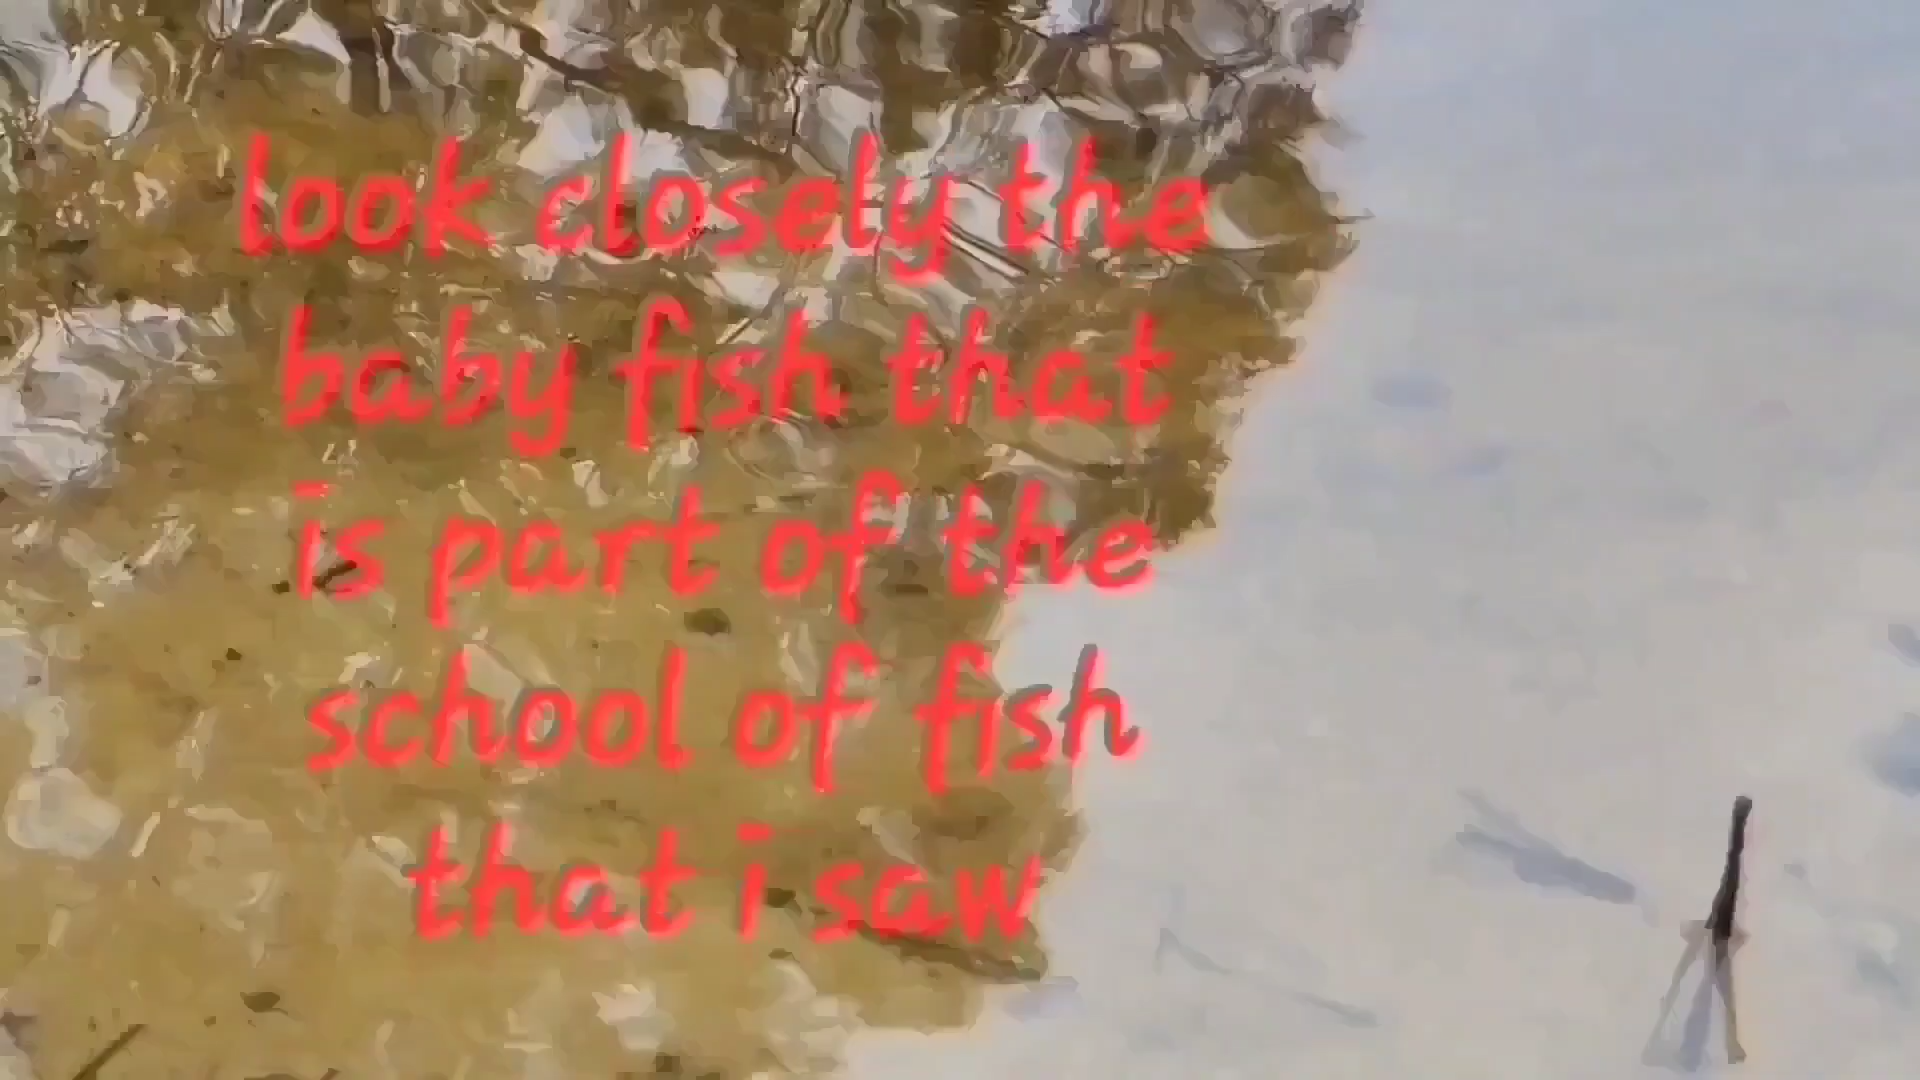 look closely the
baby fish that
is part of the
school of fish
that i saw